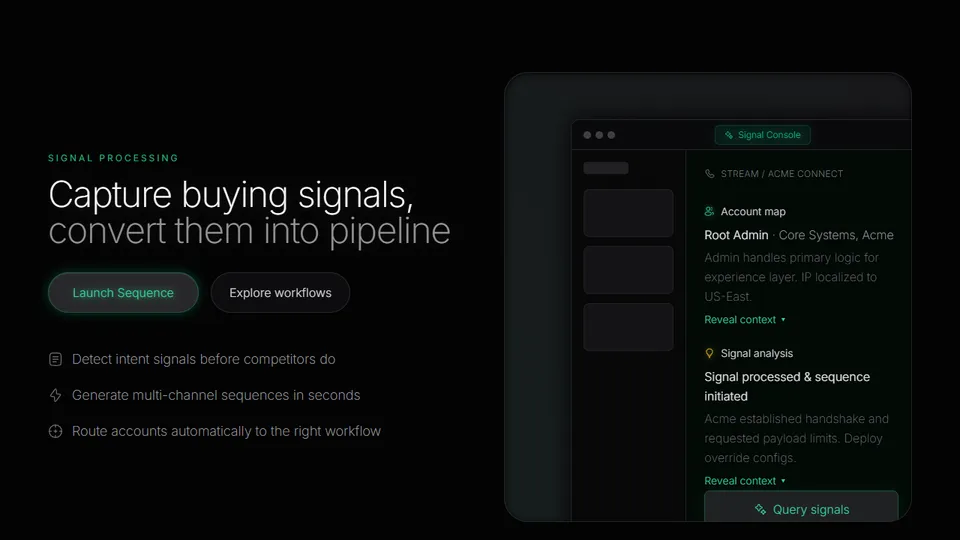 SIGNAL PROCESSING
Capture buying signals,
convert them into pipeline
Launch Sequence
Explore workflows
Detect intent signals before competitors do
Generate multi-channel sequences in seconds
Route accounts automatically to the right workflow
Signal Console
STREAM / ACME CONNECT
Account map
Root Admin · Core Systems, Acme
Admin handles primary logic for
experience layer. IP localized to
US-East.
Reveal context ▾
Signal analysis
Signal processed & sequence
initiated
Acme established handshake and
requested payload limits. Deploy
override configs.
Reveal context ▾
Query signals